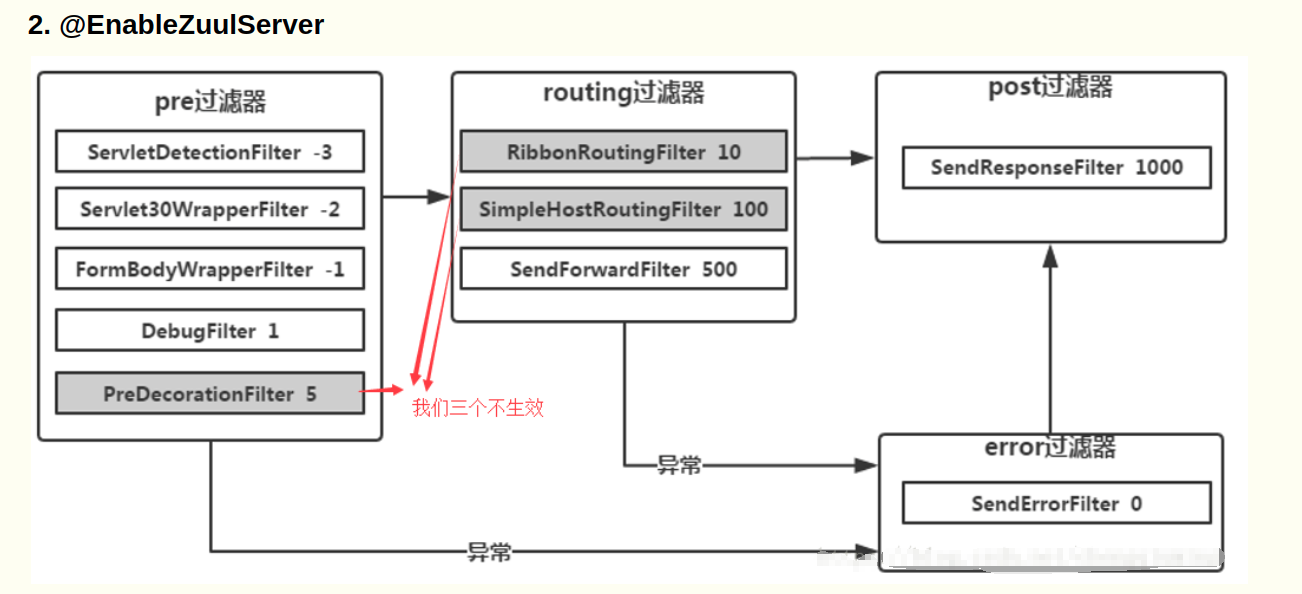 2. @EnableZuulServer
pre过滤器
ServletDetectionFilter -3
Servlet30WrapperFilter -2
FormBodyWrapperFilter -1
DebugFilter 1
PreDecorationFilter 5
routing过滤器
RibbonRoutingFilter 10
SimpleHostRoutingFilter 100
SendForwardFilter 500
我们三个不生效
post过滤器
SendResponseFilter 1000
error过滤器
SendErrorFilter 0
异常
异常